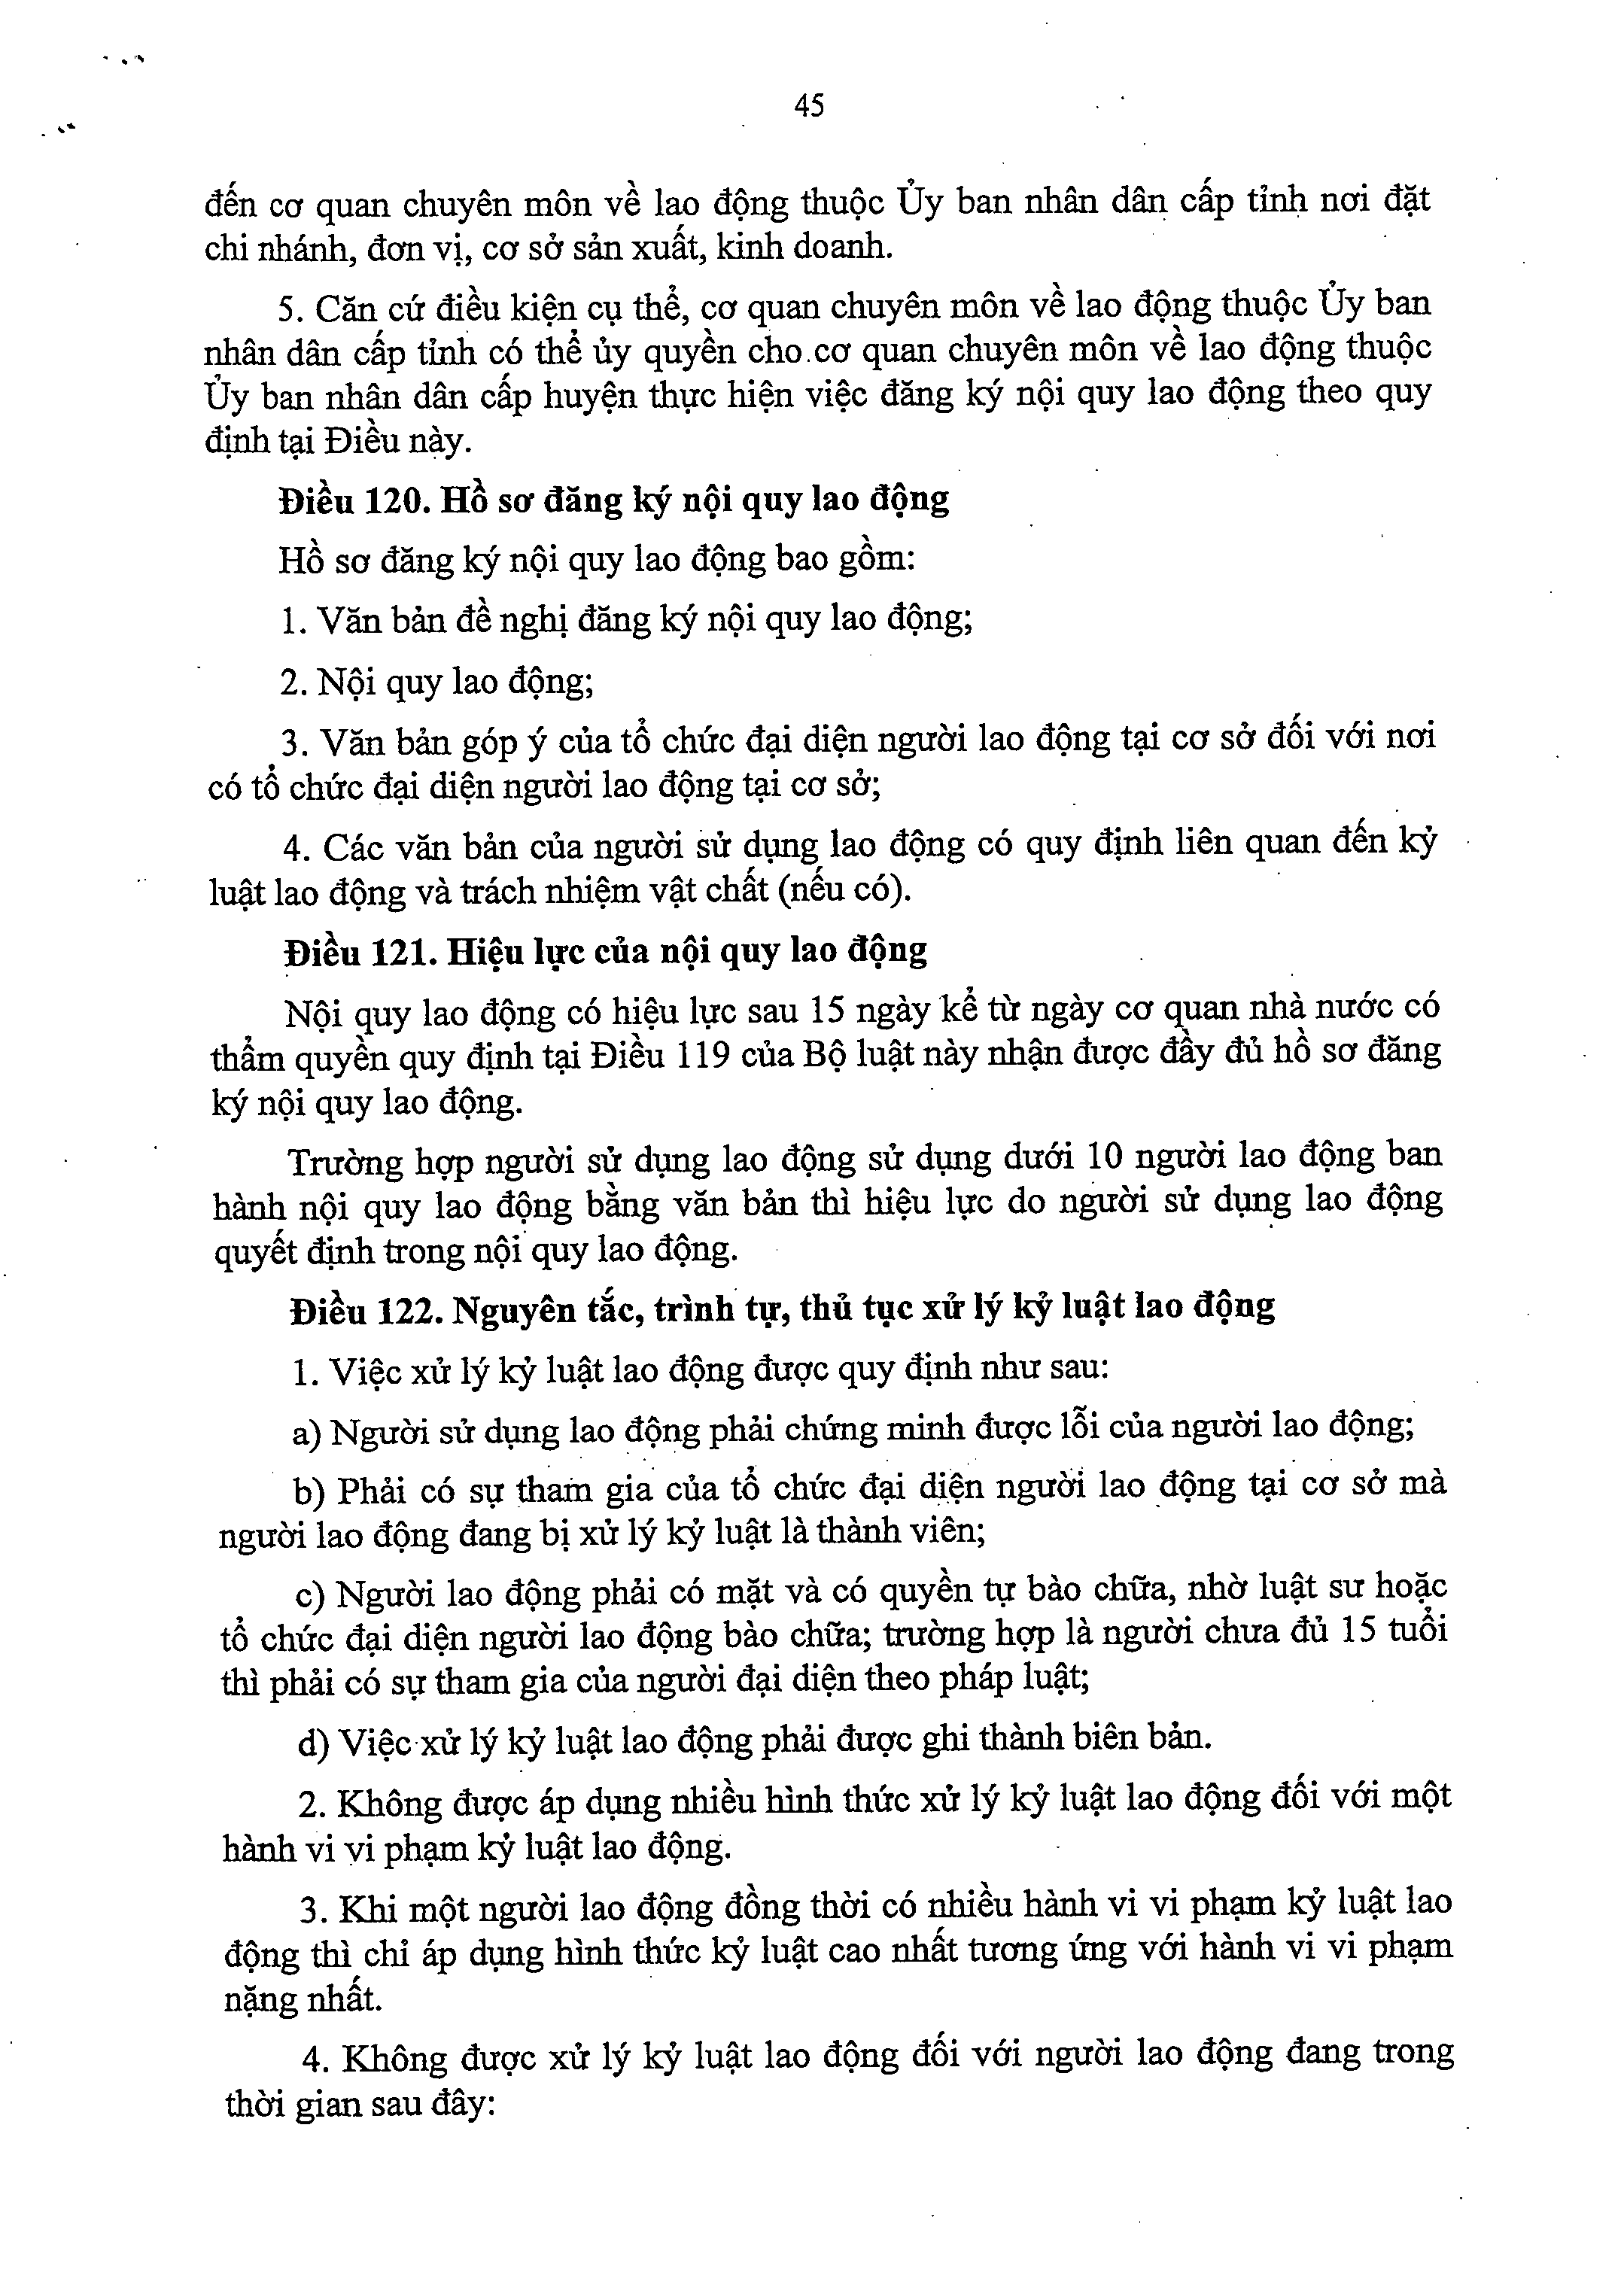 45
đến cơ quan chuyên môn về lao động thuộc Ủy ban nhân dân cấp tỉnh nơi đặt
chi nhánh, đơn vị, cơ sở sản xuất, kinh doanh.
5. Căn cứ điều kiện cụ thể, cơ quan chuyên môn về lao động thuộc Ủy ban
nhân dân cấp tỉnh có thể ủy quyền cho cơ quan chuyên môn về lao động thuộc
Ủy ban nhân dân cấp huyện thực hiện việc đăng ký nội quy lao động theo quy
định tại Điều này.
Điều 120. Hồ sơ đăng ký nội quy lao động
Hồ sơ đăng ký nội quy lao động bao gồm:
1. Văn bản đề nghị đăng ký nội quy lao động;
2. Nội quy lao động;
3. Văn bản góp ý của tổ chức đại diện người lao động tại cơ sở đối với nơi
có tổ chức đại diện người lao động tại cơ sở;
4. Các văn bản của người sử dụng lao động có quy định liên quan đến kỷ
luật lao động và trách nhiệm vật chất (nếu có).
Điều 121. Hiệu lực của nội quy lao động
Nội quy lao động có hiệu lực sau 15 ngày kể từ ngày cơ quan nhà nước có
thẩm quyền quy định tại Điều 119 của Bộ luật này nhận được đầy đủ hồ sơ đăng
ký nội quy lao động.
Trường hợp người sử dụng lao động sử dụng dưới 10 người lao động ban
hành nội quy lao động bằng văn bản thì hiệu lực do người sử dụng lao động
quyết định trong nội quy lao động.
Điều 122. Nguyên tắc, trình tự, thủ tục xử lý kỷ luật lao động
1. Việc xử lý kỷ luật lao động được quy định như sau:
a) Người sử dụng lao động phải chứng minh được lỗi của người lao động;
b) Phải có sự tham gia của tổ chức đại diện người lao động tại cơ sở mà
người lao động đang bị xử lý kỷ luật là thành viên;
c) Người lao động phải có mặt và có quyền tự bào chữa, nhờ luật sư hoặc
tổ chức đại diện người lao động bào chữa; trường hợp là người chưa đủ 15 tuổi
thì phải có sự tham gia của người đại diện theo pháp luật;
d) Việc xử lý kỷ luật lao động phải được ghi thành biên bản.
2. Không được áp dụng nhiều hình thức xử lý kỷ luật lao động đối với một
hành vi vi phạm kỷ luật lao động.
3. Khi một người lao động đồng thời có nhiều hành vi vi phạm kỷ luật lao
động thì chỉ áp dụng hình thức kỷ luật cao nhất tương ứng với hành vi vi phạm
nặng nhất.
4. Không được xử lý kỷ luật lao động đối với người lao động đang trong
thời gian sau đây: